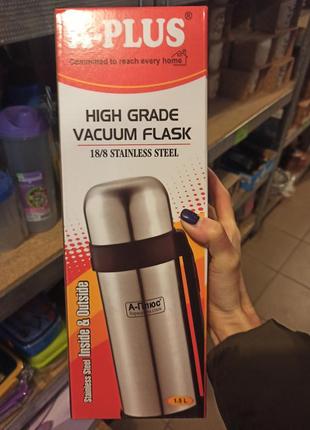 A-PLUS
Committed to reach every home
HIGH GRADE
VACUUM FLASK
18/8 STAINLESS STEEL
А-Плюс
Stainless Steel Inside & Outside
1.5 L